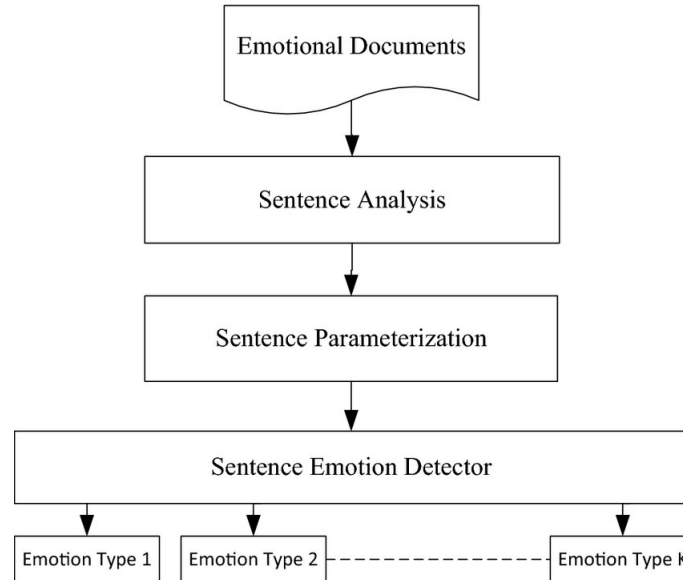 Emotional Documents
Sentence Analysis
Sentence Parameterization
Sentence Emotion Detector
Emotion Type 1
Emotion Type 2
Emotion Type K